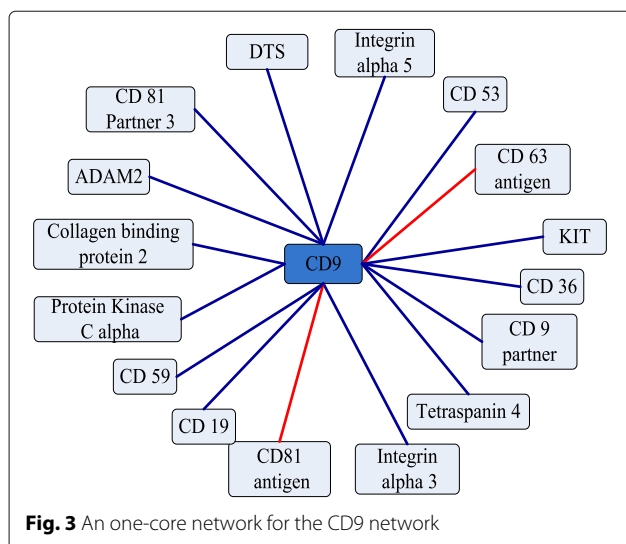 DTS
Integrin
alpha 5
CD 53
CD 81
Partner 3
CD 63
antigen
ADAM2
KIT
Collagen binding
protein 2
CD9
CD 36
Protein Kinase
C alpha
CD 9
partner
CD 59
Tetraspanin 4
CD 19
CD81
antigen
Integrin
alpha 3
Fig. 3 An one-core network for the CD9 network